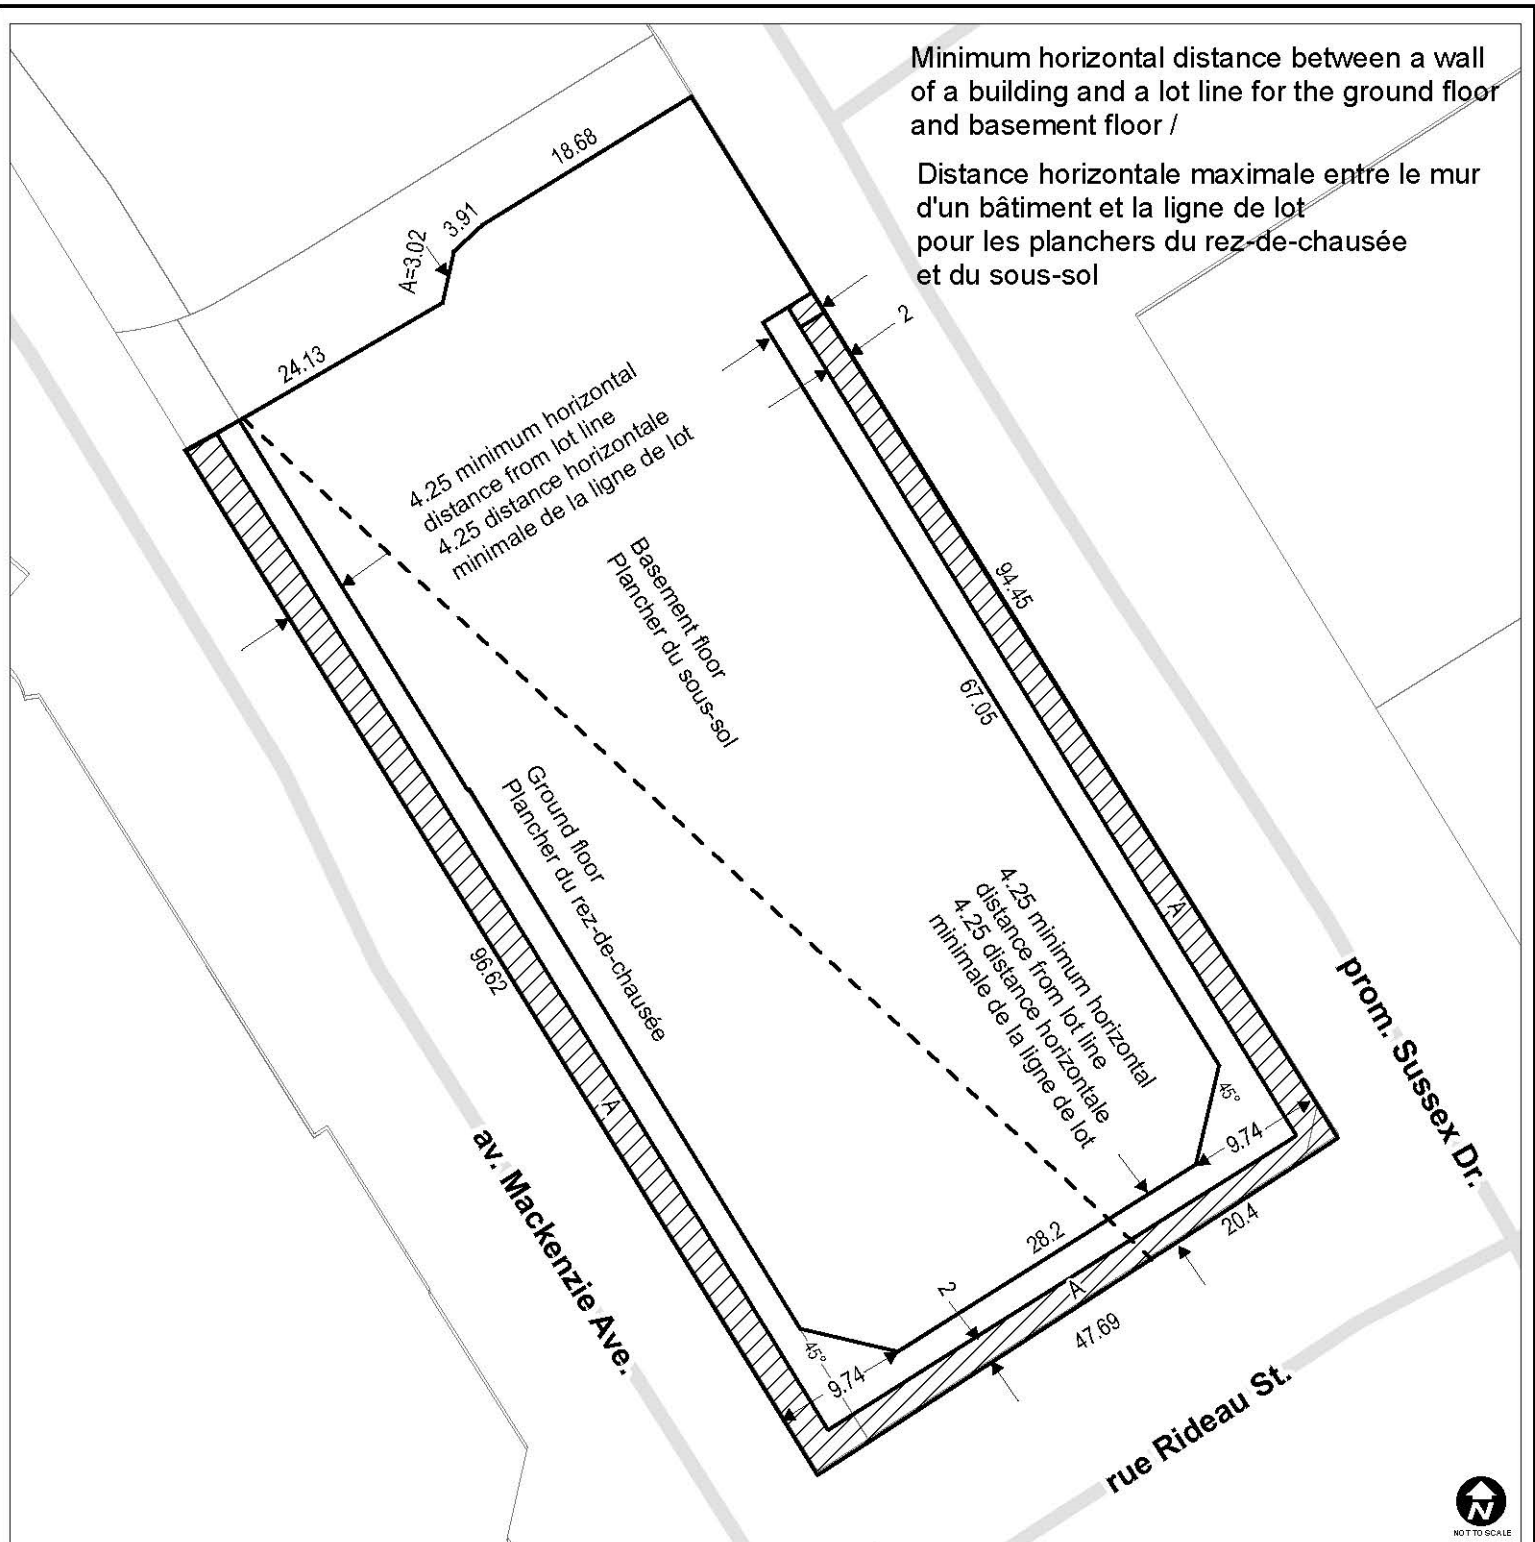 Minimum horizontal distance between a wall
of a building and a lot line for the ground floor
and basement floor /
Distance horizontale maximale entre le mur
d'un bâtiment et la ligne de lot
pour les planchers du rez-de-chausée
et du sous-sol
18.68
3.91
A=3.02
24.13
2
4.25 minimum horizontal
distance from lot line
4.25 distance horizontale
minimale de la ligne de lot
Basement floor
Plancher du sous-sol
94.45
67.05
Ground floor
Plancher du rez-de-chausée
96.62
4.25 minimum horizontal
distance from lot line
4.25 distance horizontale
minimale de la ligne de lot
A
A
45°
9.74
prom. Sussex Dr.
av. Mackenzie Ave.
28.2
20.4
2
A
47.69
45°
9.74
rue Rideau St.
N
NOT TO SCALE